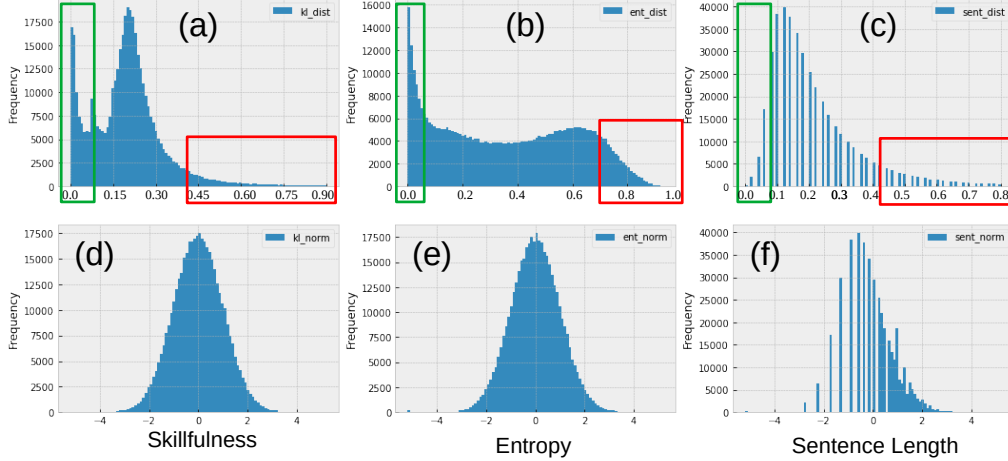 (a)
kl_dist
Frequency
17500
15000
12500
10000
7500
5000
2500
0
0.0 0.15 0.30 0.45 0.60 0.75 0.90
(b)
ent_dist
Frequency
16000
14000
12000
10000
8000
6000
4000
2000
0
0.0 0.2 0.4 0.6 0.8 1.0
(c)
sent_dist
Frequency
40000
35000
30000
25000
20000
15000
10000
5000
0
0.0 0.1 0.2 0.3 0.4 0.5 0.6 0.7 0.8
(d)
kl_norm
Frequency
17500
15000
12500
10000
7500
5000
2500
0
−4 −2 0 2 4
Skillfulness
(e)
ent_norm
Frequency
17500
15000
12500
10000
7500
5000
2500
0
−4 −2 0 2 4
Entropy
(f)
sent_norm
Frequency
40000
35000
30000
25000
20000
15000
10000
5000
0
−4 −2 0 2 4
Sentence Length